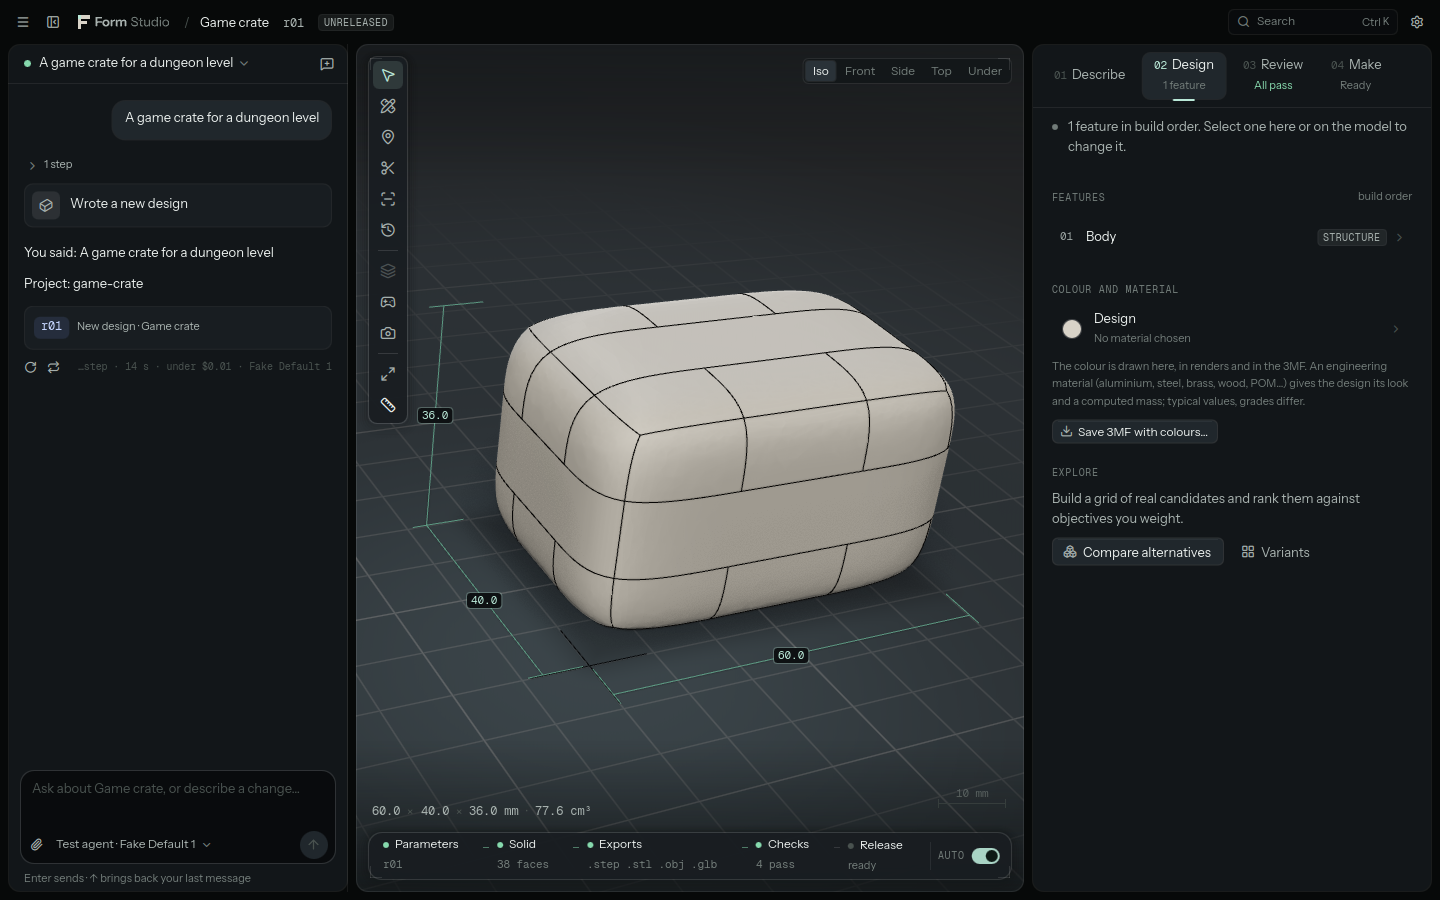 Form Studio / Game crate r01 UNRELEASED
Search Ctrl K
A game crate for a dungeon level
A game crate for a dungeon level
1 step
Wrote a new design
You said: A game crate for a dungeon level
Project: game-crate
r01 New design · Game crate
…step · 14 s · under $0.01 · Fake Default 1
Ask about Game crate, or describe a change…
Test agent · Fake Default 1
Enter sends · ↑ brings back your last message
Iso Front Side Top Under
36.0
40.0
60.0
10 mm
60.0 × 40.0 × 36.0 mm · 77.6 cm³
Parameters Solid Exports Checks Release
r01 38 faces .step .stl .obj .glb 4 pass ready
AUTO
01 Describe 02 Design 03 Review 04 Make
1 feature All pass Ready
1 feature in build order. Select one here or on the model to
change it.
FEATURES build order
01 Body STRUCTURE
COLOUR AND MATERIAL
Design
No material chosen
The colour is drawn here, in renders and in the 3MF. An engineering
material (aluminium, steel, brass, wood, POM…) gives the design its look
and a computed mass; typical values, grades differ.
Save 3MF with colours…
EXPLORE
Build a grid of real candidates and rank them against
objectives you weight.
Compare alternatives Variants